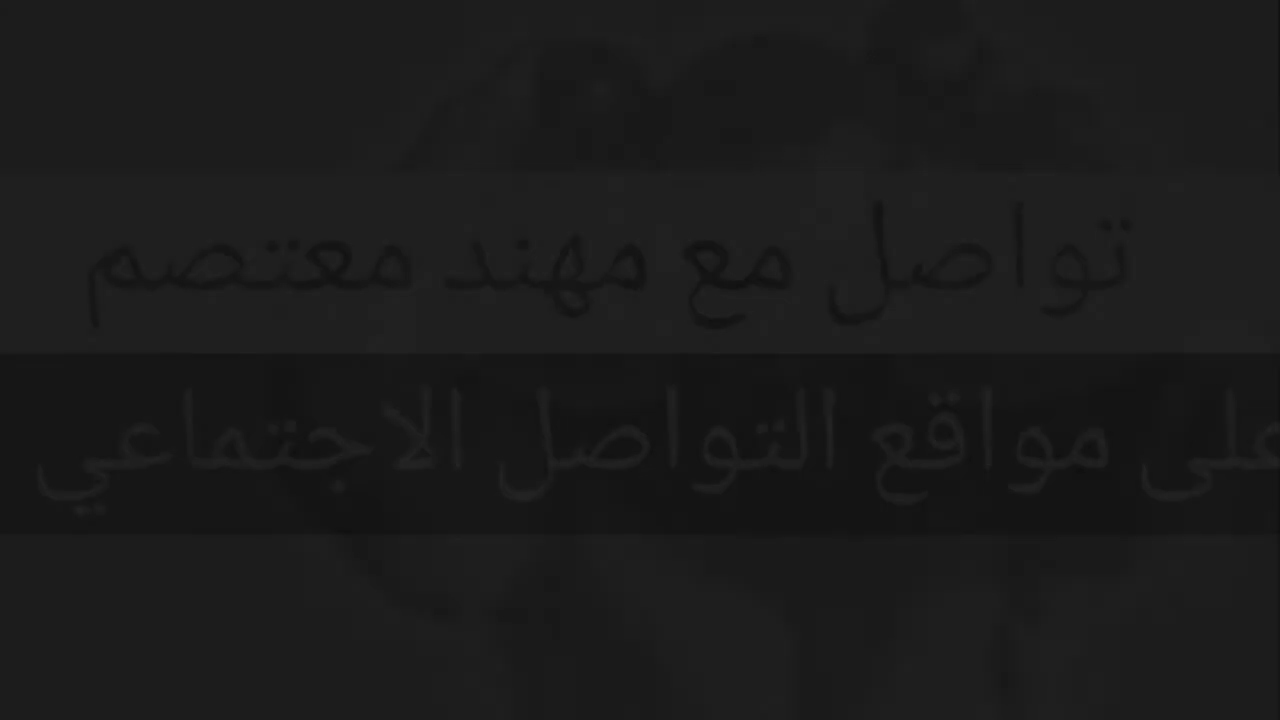 تواصل مع مهند معتصم
على مواقع التواصل الاجتماعي